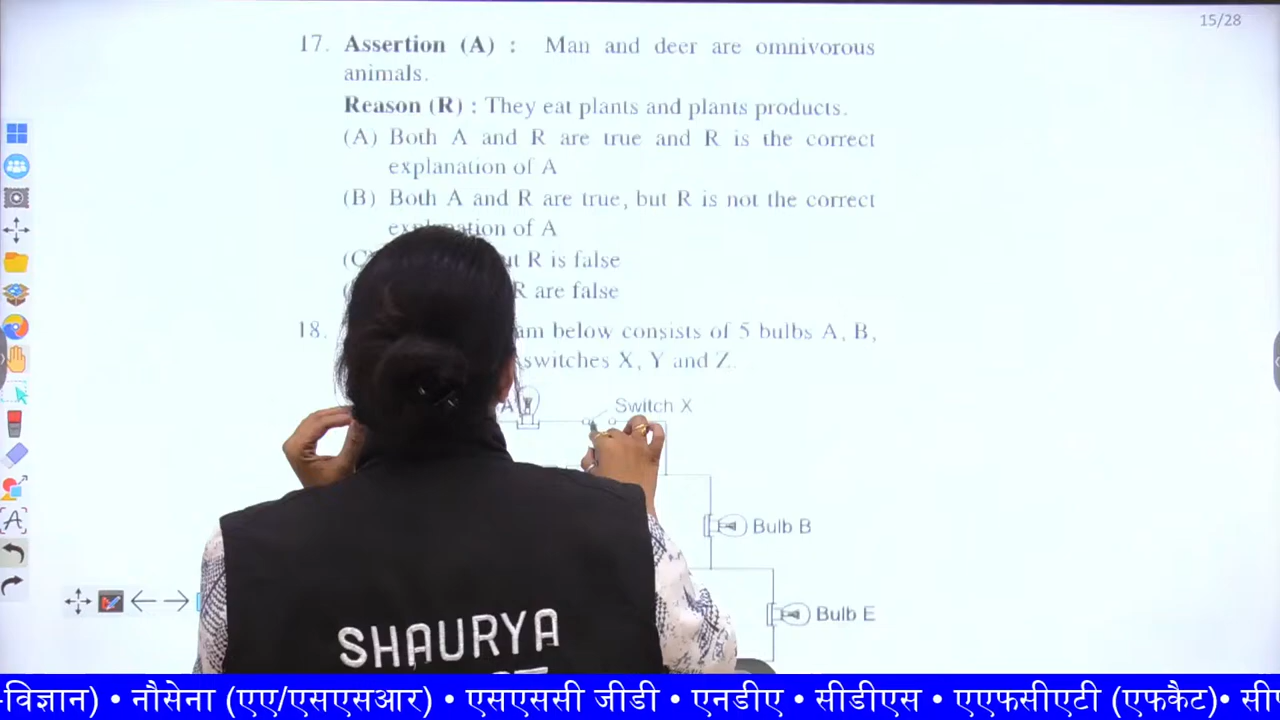 15/28
17. Assertion (A) : Man and deer are omnivorous
animals.
Reason (R) : They eat plants and plants products.
(A) Both A and R are true and R is the correct
explanation of A
(B) Both A and R are true, but R is not the correct
of A
R is false
R are false
18. below consists of 5 bulbs A, B,
switches X, Y and Z.
A Switch X
Bulb B
Bulb E
SHAURYA
-विज्ञान) • नौसेना (एए/एसएसआर) • एसएससी जीडी • एनडीए • सीडीएस • एएफसीएटी (एफकैट)•